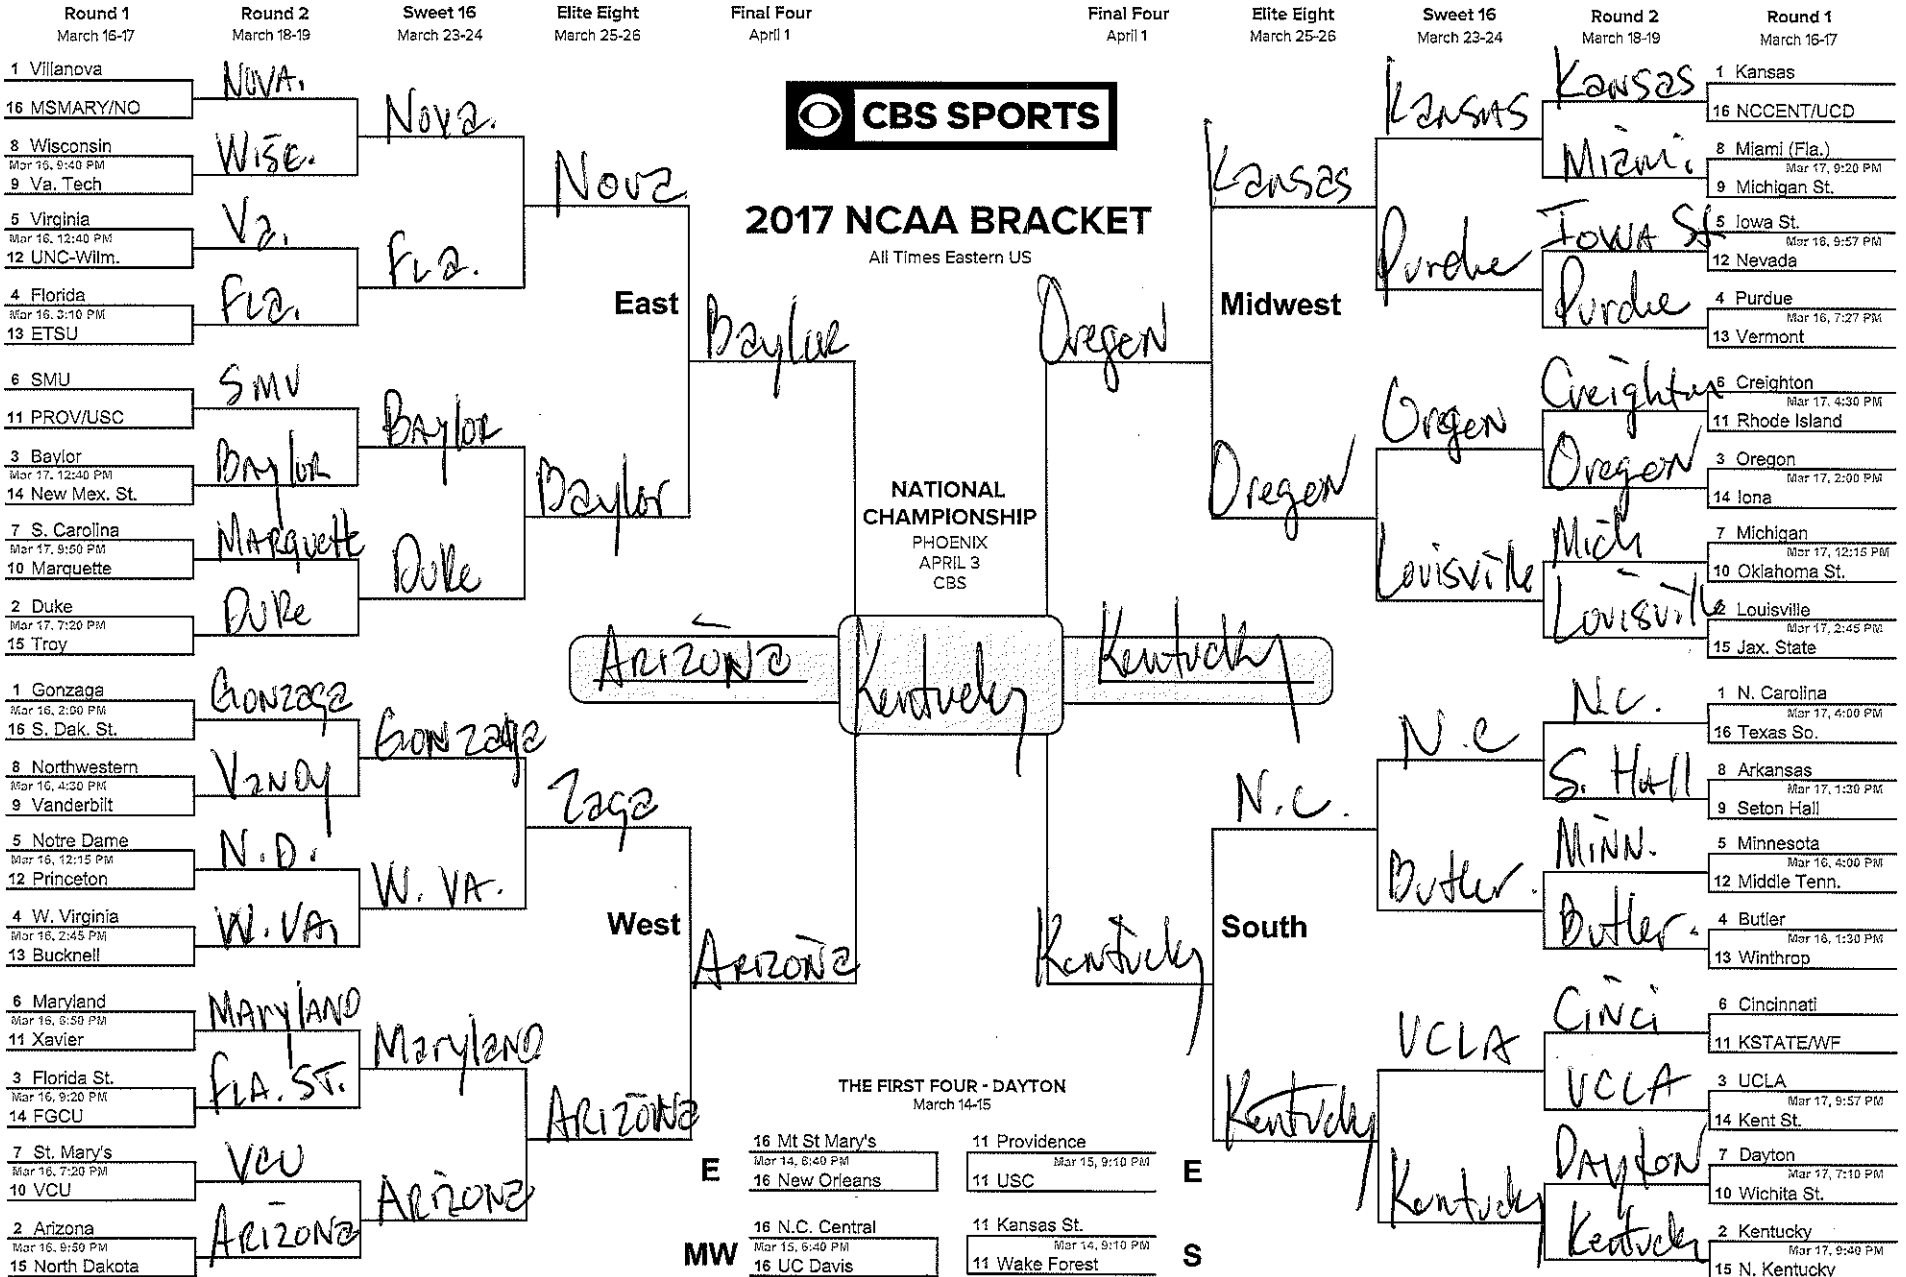 Round 1
March 16-17
Round 2
March 18-19
Sweet 16
March 23-24
Elite Eight
March 25-26
Final Four
April 1
Final Four
April 1
Elite Eight
March 25-26
Sweet 16
March 23-24
Round 2
March 18-19
Round 1
March 16-17
CBS SPORTS
2017 NCAA BRACKET
All Times Eastern US
1 Villanova
16 MSMARY/NO
8 Wisconsin
Mar 16, 9:40 PM
9 Va. Tech
5 Virginia
Mar 16, 12:40 PM
12 UNC-Wilm.
4 Florida
Mar 16, 3:10 PM
13 ETSU
6 SMU
11 PROV/USC
3 Baylor
Mar 17, 12:40 PM
14 New Mex. St.
7 S. Carolina
Mar 17, 9:50 PM
10 Marquette
2 Duke
Mar 17, 7:20 PM
15 Troy
NOVA.
Wisc.
Va.
Fla.
SMU
Baylor
Marquette
Duke
Nova.
Fla.
Baylor
Duke
Nova
Baylor
East
Baylor
1 Gonzaga
Mar 16, 2:00 PM
16 S. Dak. St.
8 Northwestern
Mar 16, 4:30 PM
9 Vanderbilt
5 Notre Dame
Mar 16, 12:15 PM
12 Princeton
4 W. Virginia
Mar 16, 2:45 PM
13 Bucknell
6 Maryland
Mar 16, 6:50 PM
11 Xavier
3 Florida St.
Mar 16, 9:20 PM
14 FGCU
7 St. Mary's
Mar 16, 7:20 PM
10 VCU
2 Arizona
Mar 16, 9:50 PM
15 North Dakota
Gonzaga
Vandy
N.D.
W. VA.
Maryland
FLA. ST.
VCU
Arizona
Gonzaga
W. VA.
Maryland
Arizona
Zaga
Arizona
West
Arizona
NATIONAL
CHAMPIONSHIP
PHOENIX
APRIL 3
CBS
Arizona
Kentucky
Kentucky
1 Kansas
16 NCCENT/UCD
8 Miami (Fla.)
Mar 17, 9:20 PM
9 Michigan St.
5 Iowa St.
Mar 16, 9:57 PM
12 Nevada
4 Purdue
Mar 16, 7:27 PM
13 Vermont
6 Creighton
Mar 17, 4:30 PM
11 Rhode Island
3 Oregon
Mar 17, 2:00 PM
14 Iona
7 Michigan
Mar 17, 12:15 PM
10 Oklahoma St.
2 Louisville
Mar 17, 2:45 PM
15 Jax. State
Kansas
Miami
Iowa St
Purdue
Creighton
Oregon
Mich
Louisville
Kansas
Purdue
Oregon
Louisville
Kansas
Oregon
Midwest
Oregon
1 N. Carolina
Mar 17, 4:00 PM
16 Texas So.
8 Arkansas
Mar 17, 1:30 PM
9 Seton Hall
5 Minnesota
Mar 16, 4:00 PM
12 Middle Tenn.
4 Butler
Mar 16, 1:30 PM
13 Winthrop
6 Cincinnati
11 KSTATE/WF
3 UCLA
Mar 17, 9:57 PM
14 Kent St.
7 Dayton
Mar 17, 7:10 PM
10 Wichita St.
2 Kentucky
Mar 17, 9:40 PM
15 N. Kentucky
N.C.
S. Hall
Minn.
Butler.
Cinci
UCLA
Dayton
Kentucky
N.C
Butler.
UCLA
Kentucky
N.C.
Kentucky
South
Kentucky
THE FIRST FOUR - DAYTON
March 14-15
E
16 Mt St Mary's
Mar 14, 6:40 PM
16 New Orleans
11 Providence
Mar 15, 9:10 PM
11 USC
E
MW
16 N.C. Central
Mar 15, 6:40 PM
16 UC Davis
11 Kansas St.
Mar 14, 9:10 PM
11 Wake Forest
S